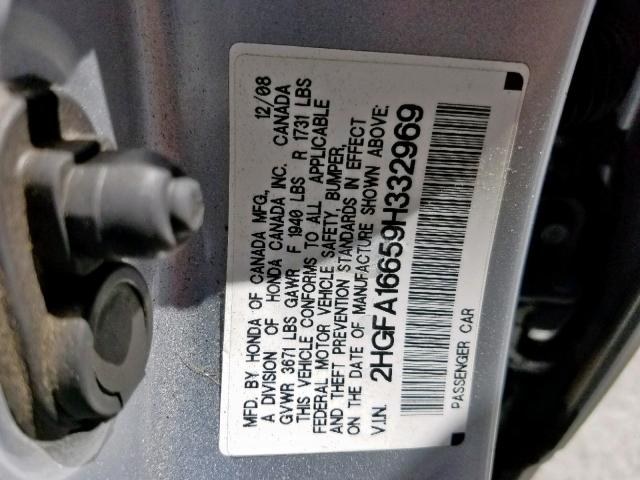 MFD. BY HONDA OF CANADA MFG., 12/08
A DIVISION OF HONDA CANADA INC., CANADA
GVWR 3671 LBS GAWR F 1940 LBS R 1731 LBS
THIS VEHICLE CONFORMS TO ALL APPLICABLE
FEDERAL MOTOR VEHICLE SAFETY, BUMPER,
AND THEFT PREVENTION STANDARDS IN EFFECT
ON THE DATE OF MANUFACTURE SHOWN ABOVE.
V.I.N. 2HGFA16659H332969
PASSENGER CAR